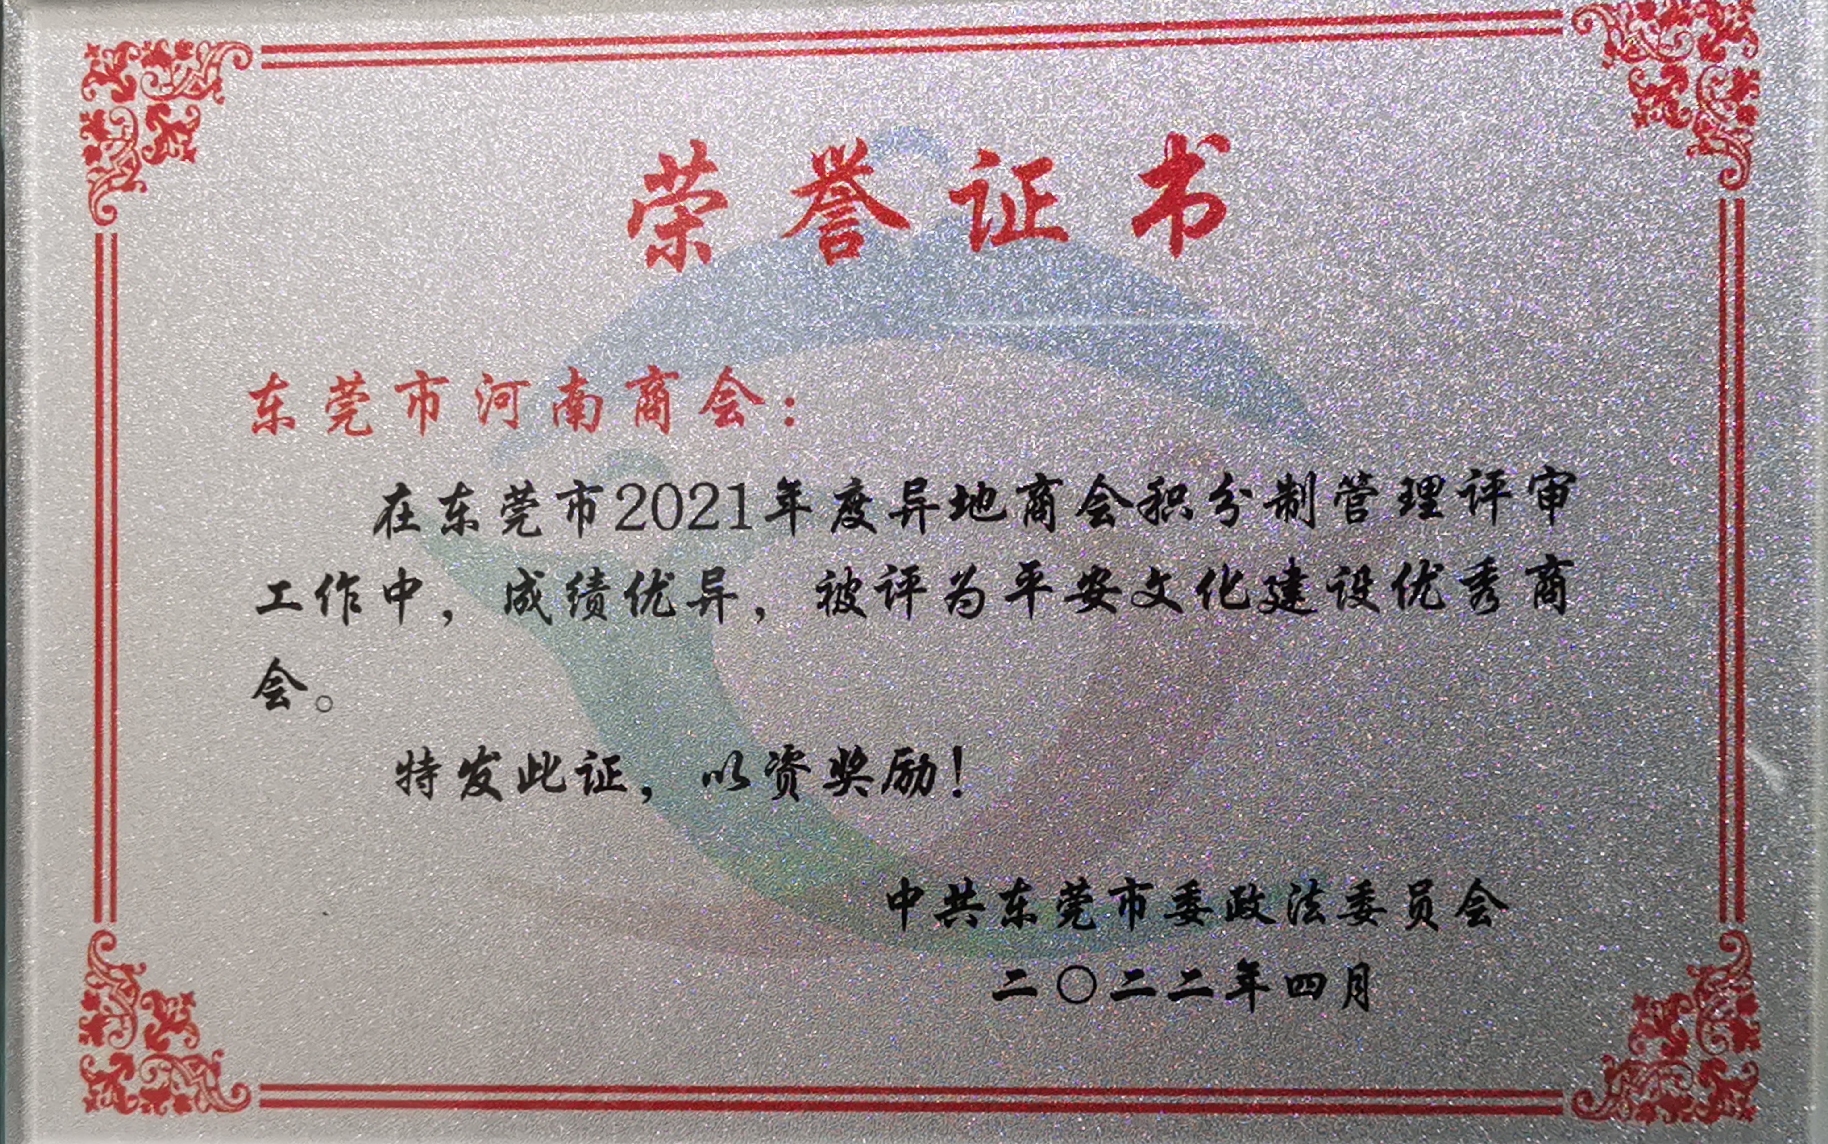 荣誉证书
东莞市河南商会：
在东莞市2021年度异地商会积分制管理评审
工作中，成绩优异，被评为平安文化建设优秀商
会。
特发此证，以资奖励！
中共东莞市委政法委员会
二〇二二年四月